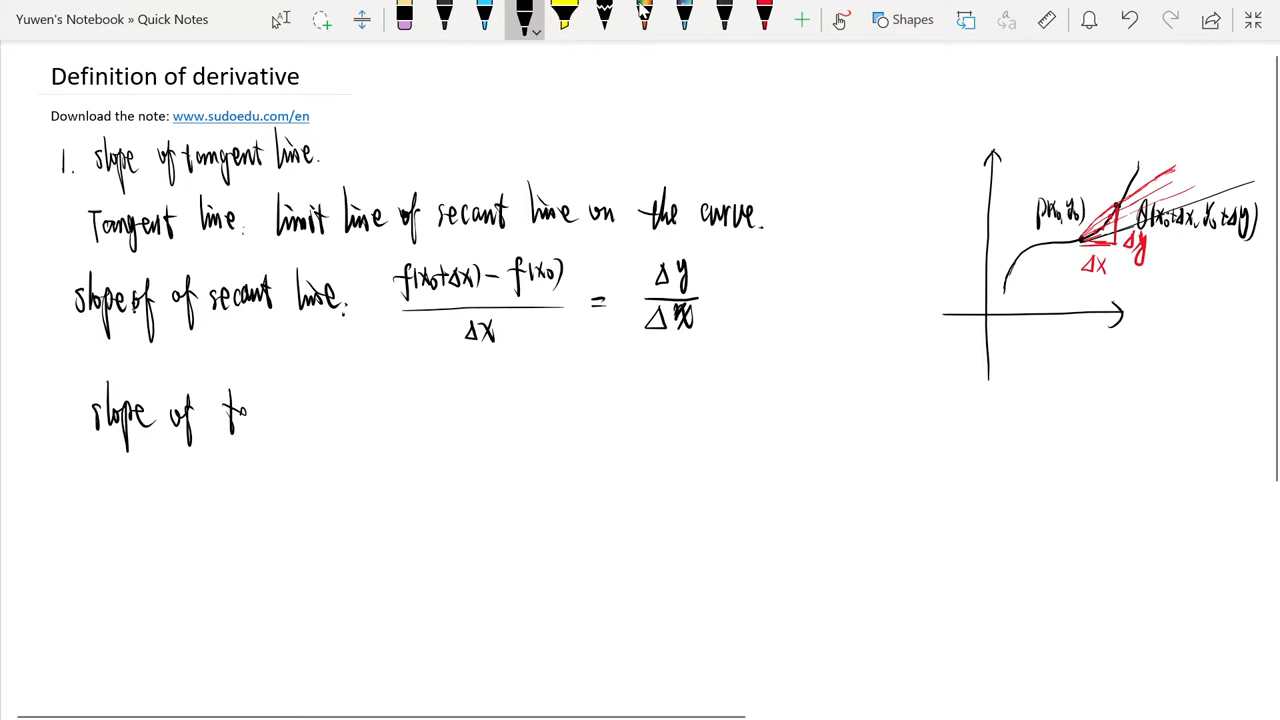 Yuwen's Notebook » Quick Notes
Shapes
Definition of derivative
Download the note: www.sudoedu.com/en
1. slope of tangent line.
Tangent line: limit line of secant line on the curve.
slope of of secant line: f(x₀+Δx) − f(x₀) / Δx = Δy / Δx
slope of ta
P(x₀, y₀)
Q(x₀+Δx, y₀+Δy)
Δy
Δx